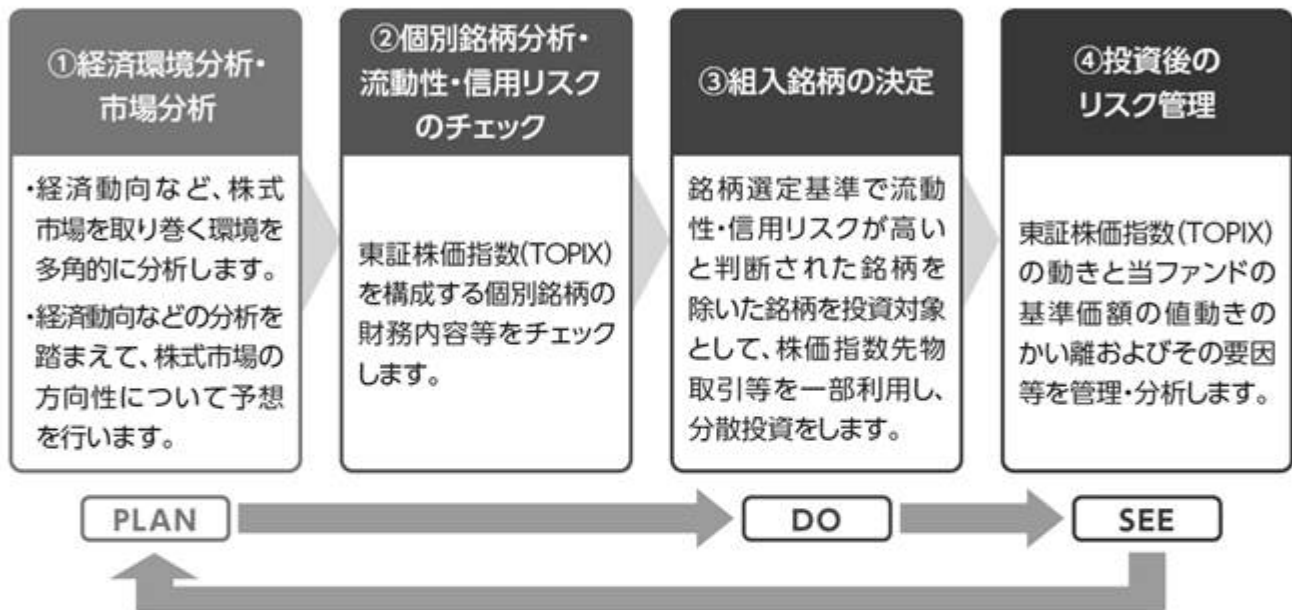 ①経済環境分析・
市場分析
・経済動向など、株式
市場を取り巻く環境を
多角的に分析します。
・経済動向などの分析を
踏まえて、株式市場の
方向性について予想
を行います。
②個別銘柄分析・
流動性・信用リスク
のチェック
東証株価指数(TOPIX)
を構成する個別銘柄の
財務内容等をチェック
します。
③組入銘柄の決定
銘柄選定基準で流動
性・信用リスクが高い
と判断された銘柄を
除いた銘柄を投資対象
として、株価指数先物
取引等を一部利用し、
分散投資をします。
④投資後の
リスク管理
東証株価指数(TOPIX)
の動きと当ファンドの
基準価額の値動きの
かい離およびその要因
等を管理・分析します。
PLAN
DO
SEE